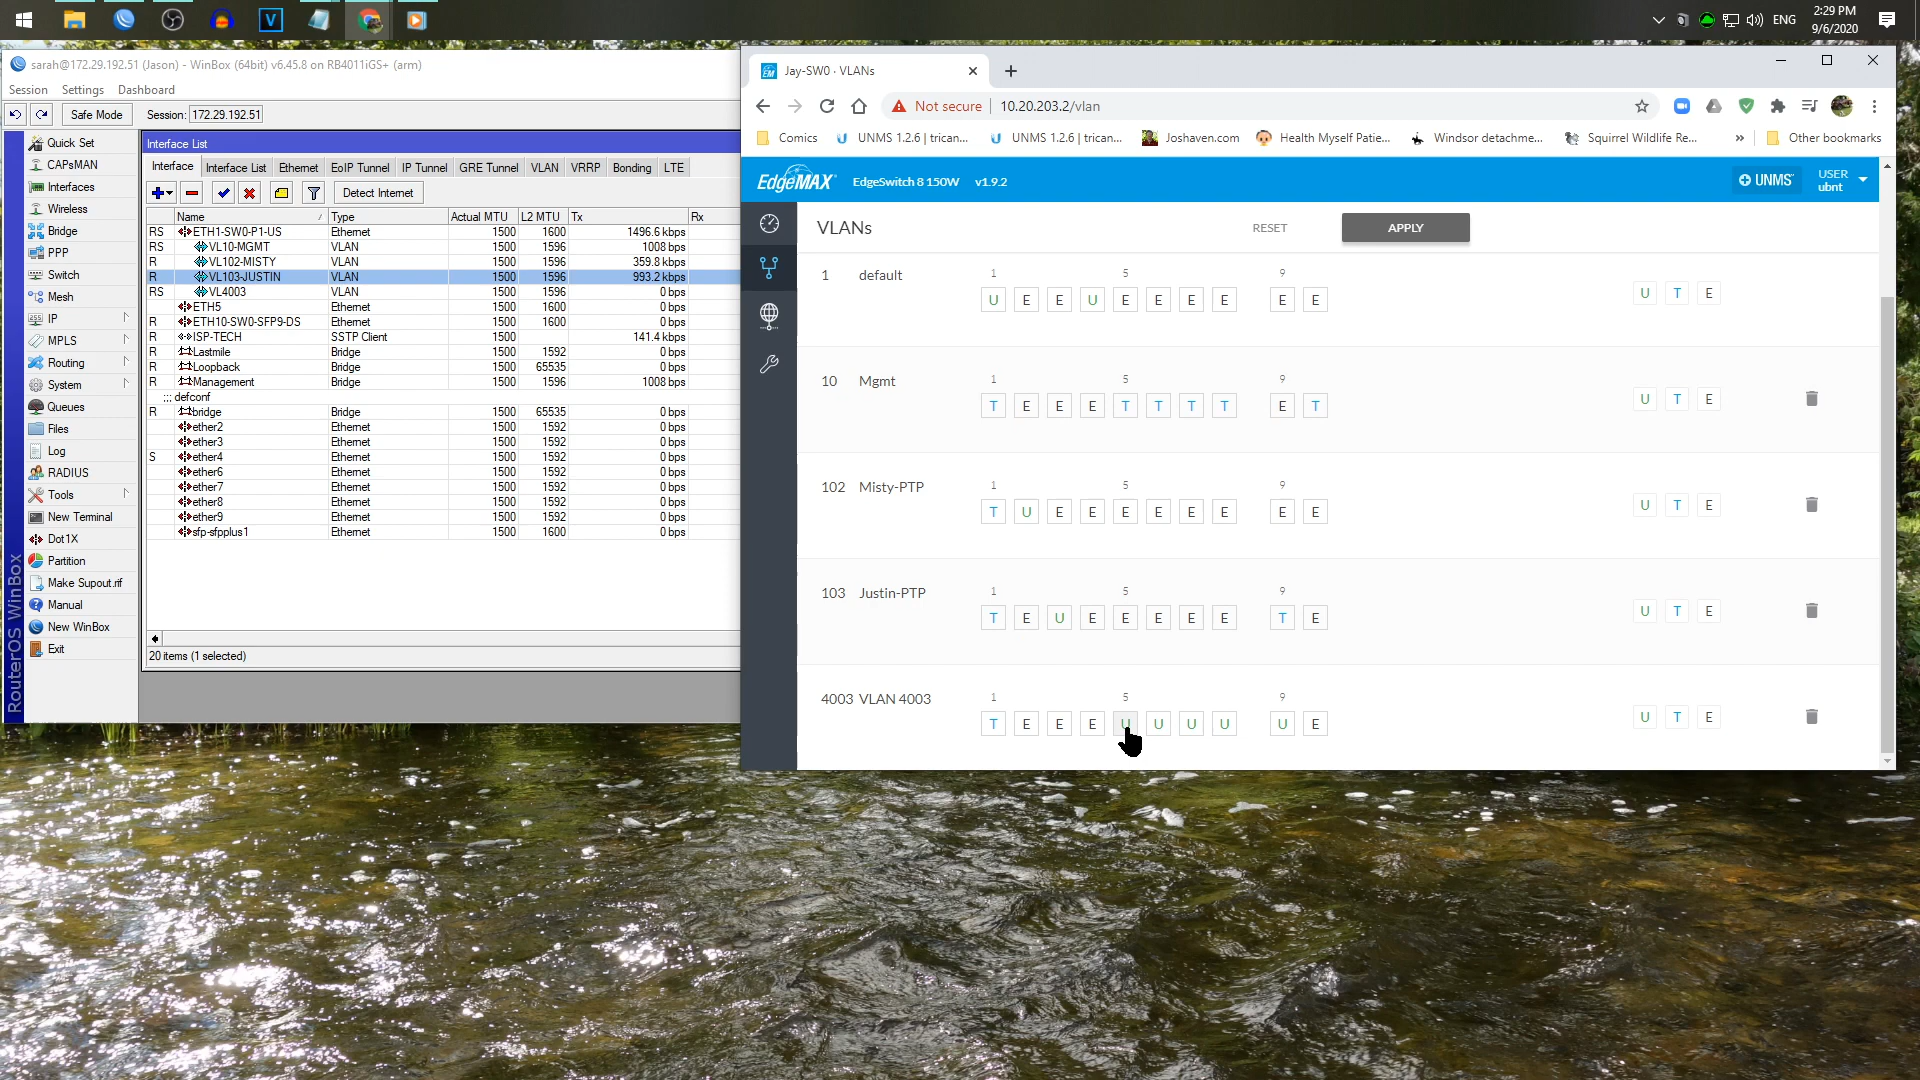 ENG
2:29 PM
9/6/2020
sarah@172.29.192.51 (Jason) - WinBox (64bit) v6.45.8 on RB4011iGS+ (arm)
Session Settings Dashboard
Safe Mode Session: 172.29.192.51
RouterOS WinBox
Quick Set
CAPsMAN
Interfaces
Wireless
Bridge
PPP
Switch
Mesh
IP
MPLS
Routing
System
Queues
Files
Log
RADIUS
Tools
New Terminal
Dot1X
Partition
Make Supout.rif
Manual
New WinBox
Exit
Interface List
Interface Interface List Ethernet EoIP Tunnel IP Tunnel GRE Tunnel VLAN VRRP Bonding LTE
Detect Internet
Name / Type Actual MTU L2 MTU Tx Rx
RS ETH1-SW0-P1-US Ethernet 1500 1600 1496.6 kbps
RS VL10-MGMT VLAN 1500 1596 1008 bps
R VL102-MISTY VLAN 1500 1596 359.8 kbps
R VL103-JUSTIN VLAN 1500 1596 993.2 kbps
RS VL4003 VLAN 1500 1596 0 bps
ETH5 Ethernet 1500 1600 0 bps
R ETH10-SW0-SFP9-DS Ethernet 1500 1600 0 bps
R ISP-TECH SSTP Client 1500 141.4 kbps
R Lastmile Bridge 1500 1592 0 bps
R Loopback Bridge 1500 65535 0 bps
R Management Bridge 1500 1596 1008 bps
;;; defconf
R bridge Bridge 1500 65535 0 bps
ether2 Ethernet 1500 1592 0 bps
ether3 Ethernet 1500 1592 0 bps
S ether4 Ethernet 1500 1592 0 bps
ether6 Ethernet 1500 1592 0 bps
ether7 Ethernet 1500 1592 0 bps
ether8 Ethernet 1500 1592 0 bps
ether9 Ethernet 1500 1592 0 bps
sfp-sfpplus1 Ethernet 1500 1600 0 bps
20 items (1 selected)
Jay-SW0 · VLANs
Not secure | 10.20.203.2/vlan
Comics UNMS 1.2.6 | trican... UNMS 1.2.6 | trican... Joshaven.com Health Myself Patie... Windsor detachme... Squirrel Wildlife Re... » Other bookmarks
EdgeMAX EdgeSwitch 8 150W v1.9.2 UNMS USER
ubnt
VLANs RESET APPLY
1 5 9
1 default U E E U E E E E E E U T E
1 5 9
10 Mgmt T E E E T T T T E T U T E
1 5 9
102 Misty-PTP T U E E E E E E E E U T E
1 5 9
103 Justin-PTP T E U E E E E E T E U T E
1 5 9
4003 VLAN 4003 T E E E U U U U U E U T E